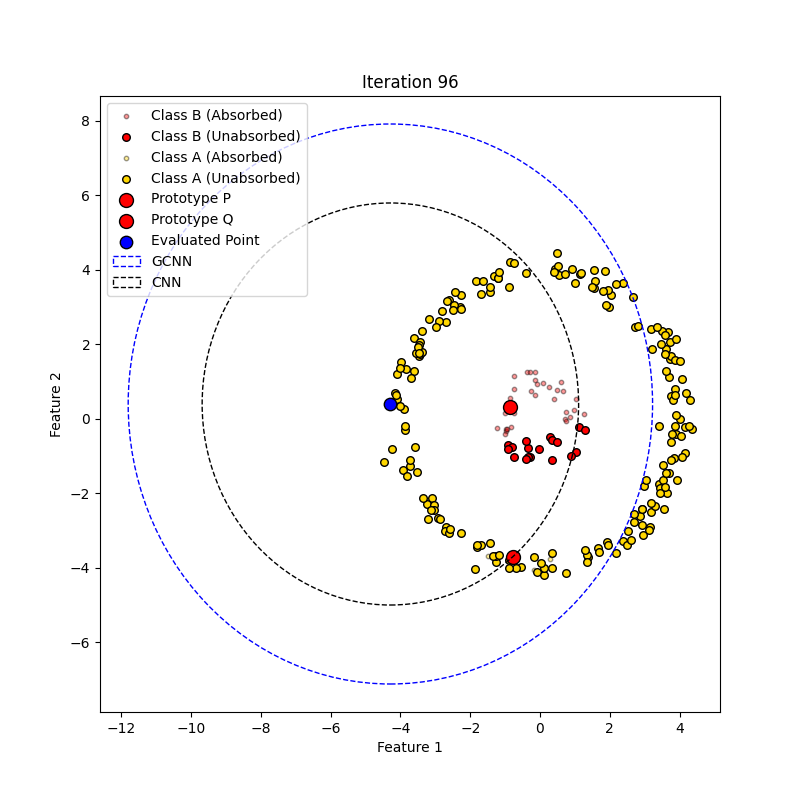 Iteration 96
Class B (Absorbed)
Class B (Unabsorbed)
Class A (Absorbed)
Class A (Unabsorbed)
Prototype P
Prototype Q
Evaluated Point
GCNN
CNN
8
6
4
2
0
−2
−4
−6
Feature 2
−12 −10 −8 −6 −4 −2 0 2 4
Feature 1